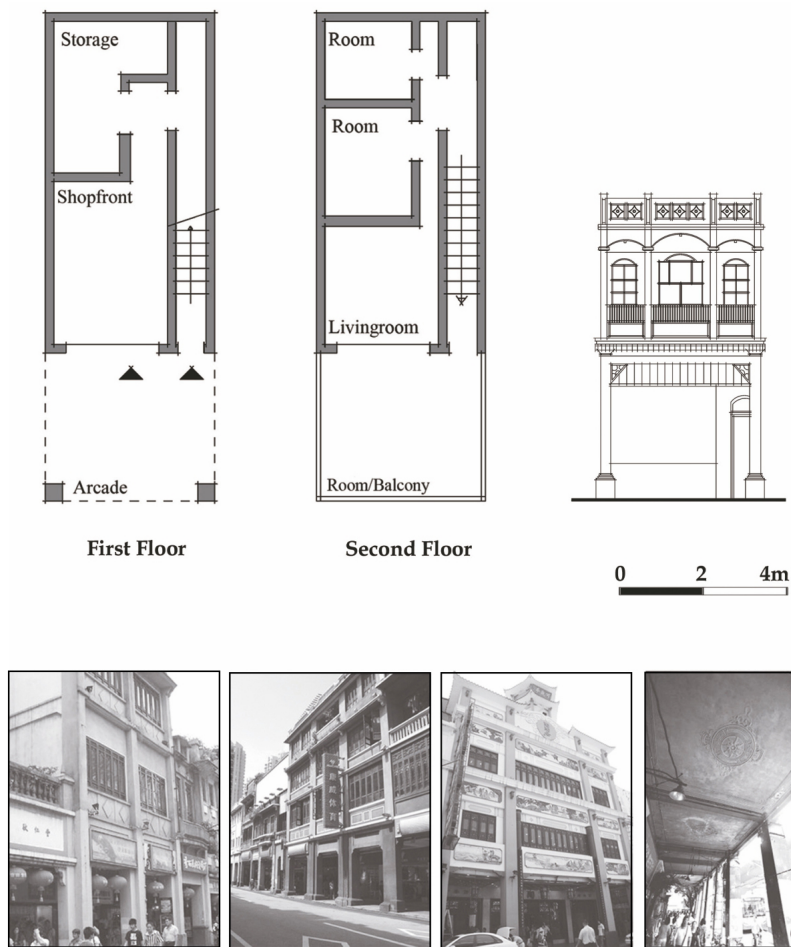 Storage
Shopfront
Arcade
First Floor
Room
Room
Livingroom
Room/Balcony
Second Floor
0 2 4m